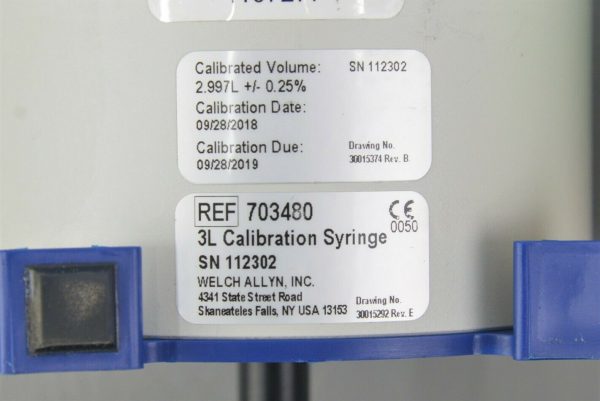 Calibrated Volume: SN 112302
2.997L +/- 0.25%
Calibration Date:
09/28/2018
Calibration Due: Drawing No.
09/28/2019 30015374 Rev. B
REF 703480 CE
0050
3L Calibration Syringe
SN 112302
WELCH ALLYN, INC.
4341 State Street Road Drawing No.
Skaneateles Falls, NY USA 13153 30015292 Rev. E